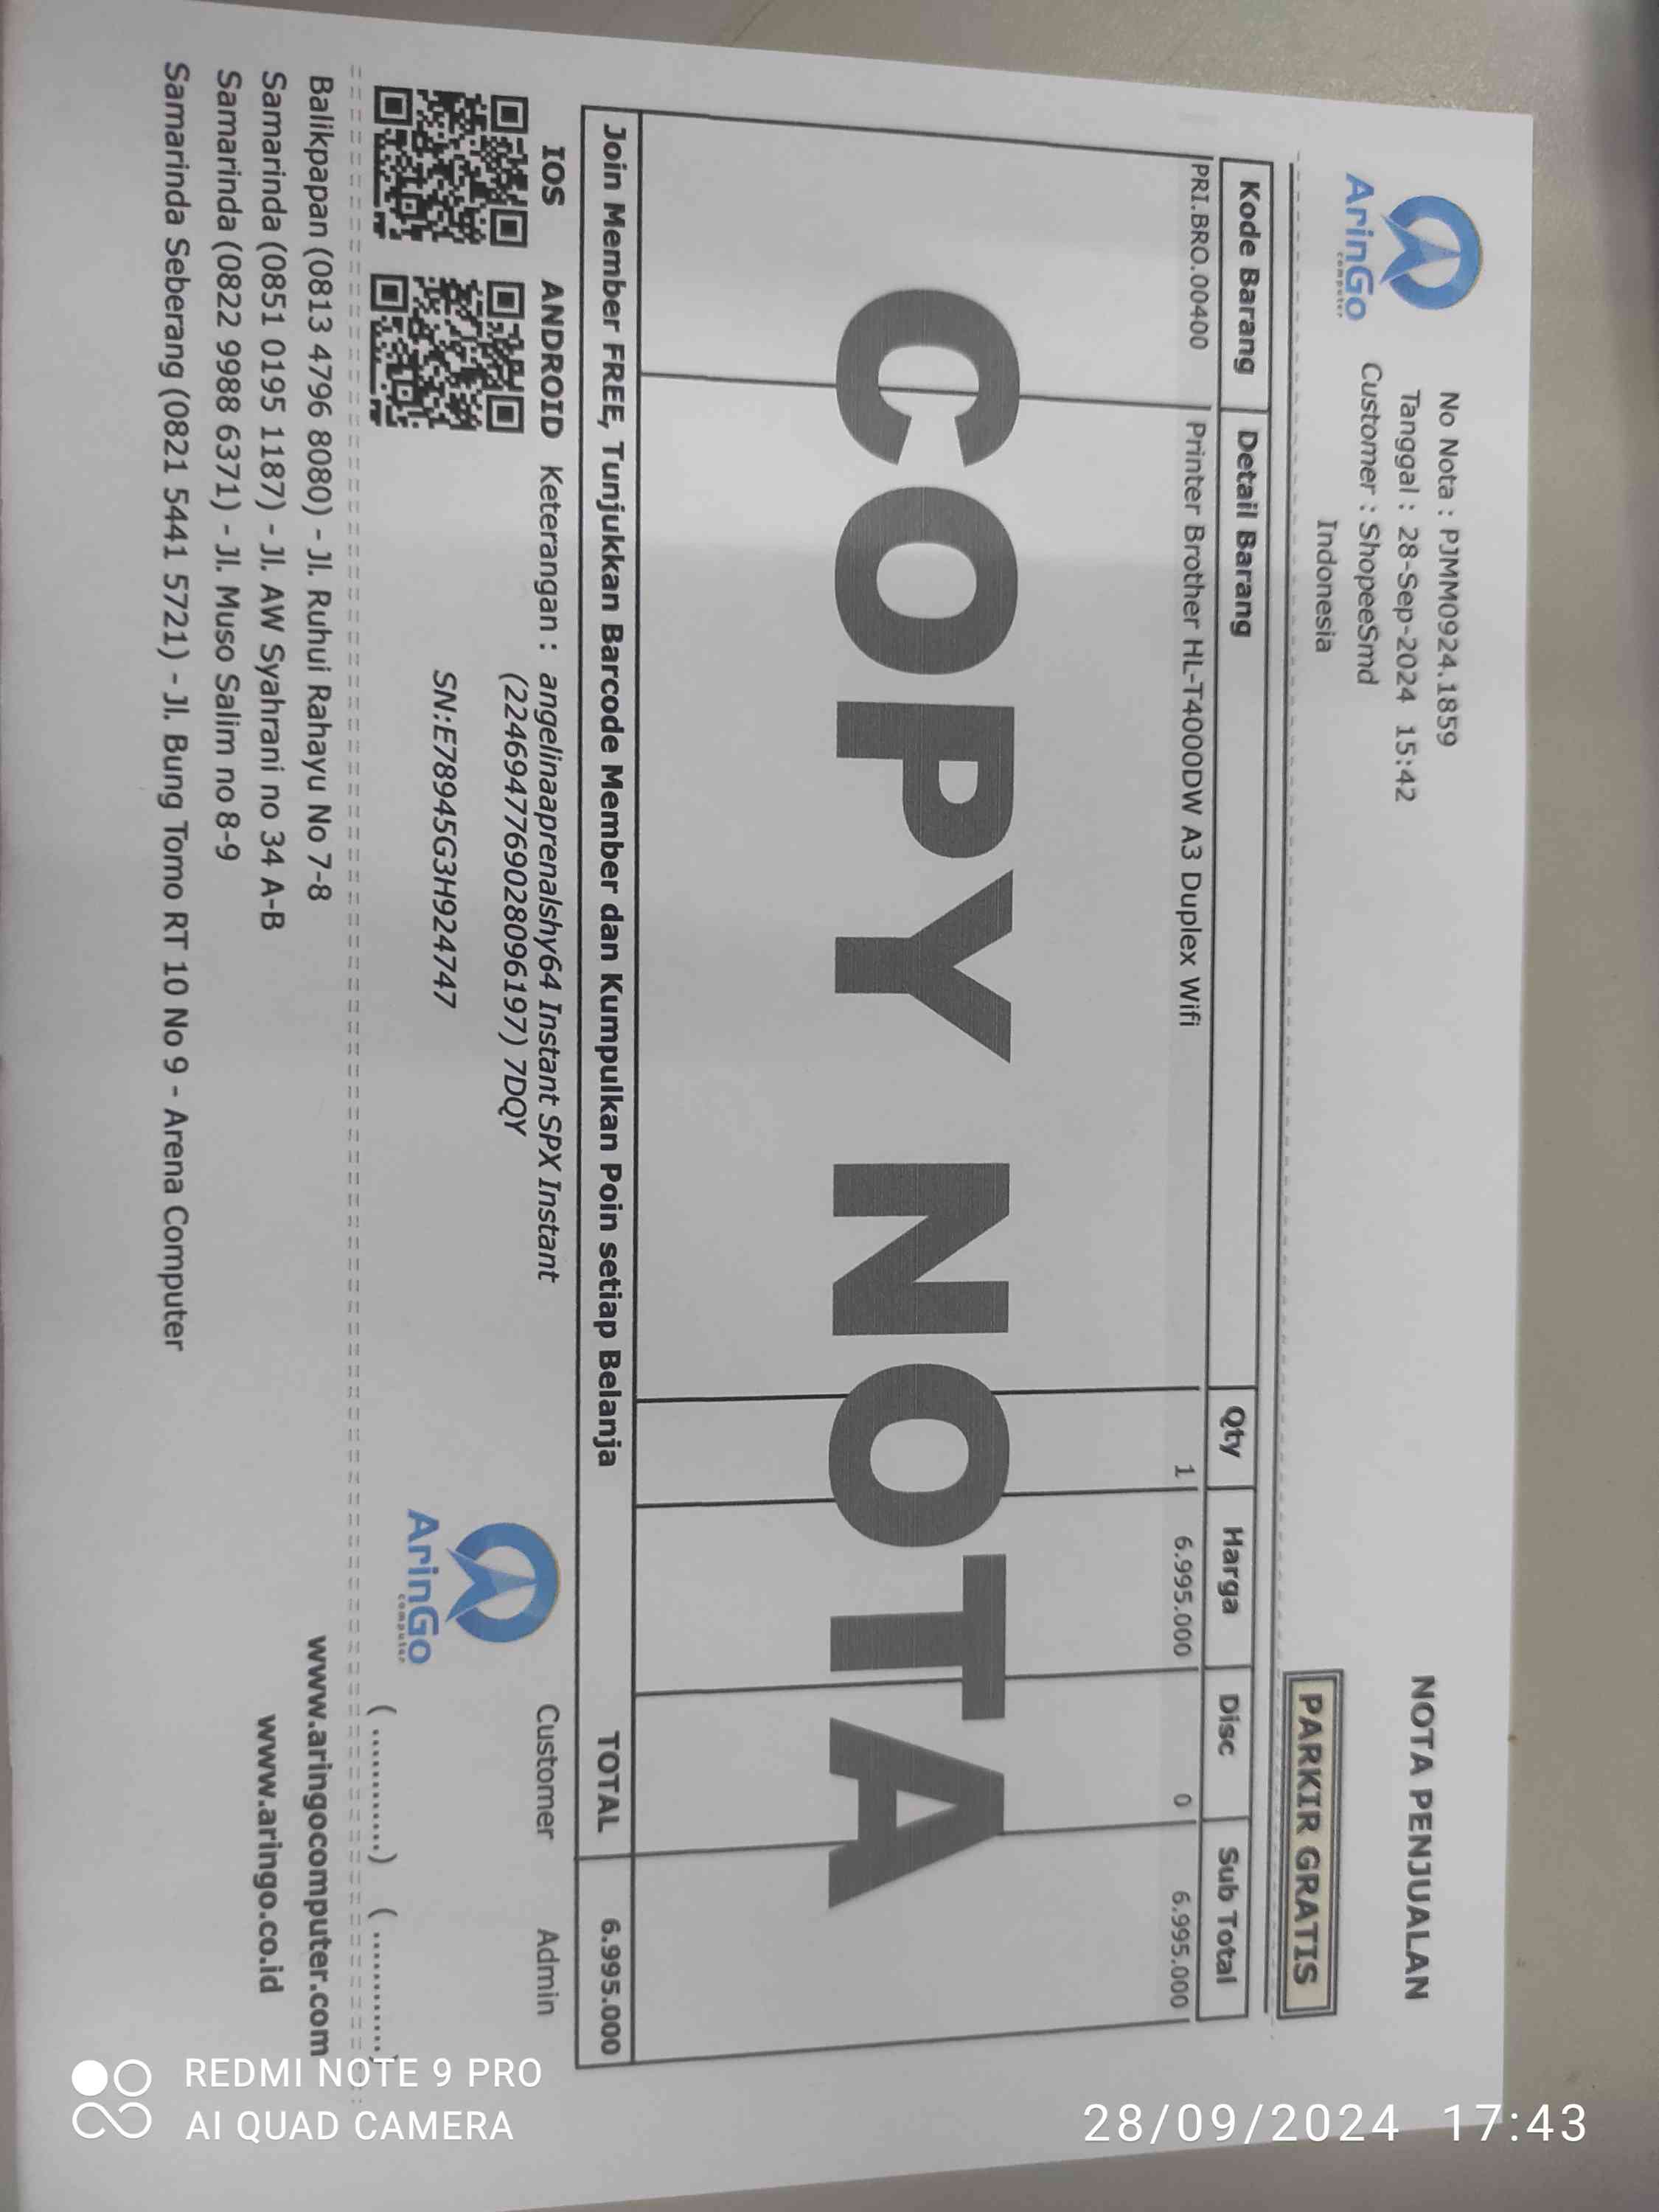 AringGo
computer
No Nota : PJMM0924.1859
Tanggal : 28-Sep-2024 15:42
Customer : ShopeeSmd
Indonesia
NOTA PENJUALAN
PARKIR GRATIS
Kode Barang Detail Barang Qty Harga Disc Sub Total
PRI.BRO.00400 Printer Brother HL-T4000DW A3 Duplex Wifi 1 6.995.000 0 6.995.000
COPY NOTA
Join Member FREE, Tunjukkan Barcode Member dan Kumpulkan Poin setiap Belanja TOTAL 6.995.000
IOS ANDROID Keterangan : angelinaaprenalshy64 Instant SPX Instant
(2246947769028096197) 7DQY
SN:E78945G3H924747
AringGo
computer
Customer Admin
(...........) (...........)
Balikpapan (0813 4796 8080) - Jl. Ruhui Rahayu No 7-8
www.aringocomputer.com
Samarinda (0851 0195 1187) - Jl. AW Syahrani no 34 A-B
www.aringo.co.id
Samarinda (0822 9988 6371) - Jl. Muso Salim no 8-9
Samarinda Seberang (0821 5441 5721) - Jl. Bung Tomo RT 10 No 9 - Arena Computer
REDMI NOTE 9 PRO
AI QUAD CAMERA
28/09/2024 17:43